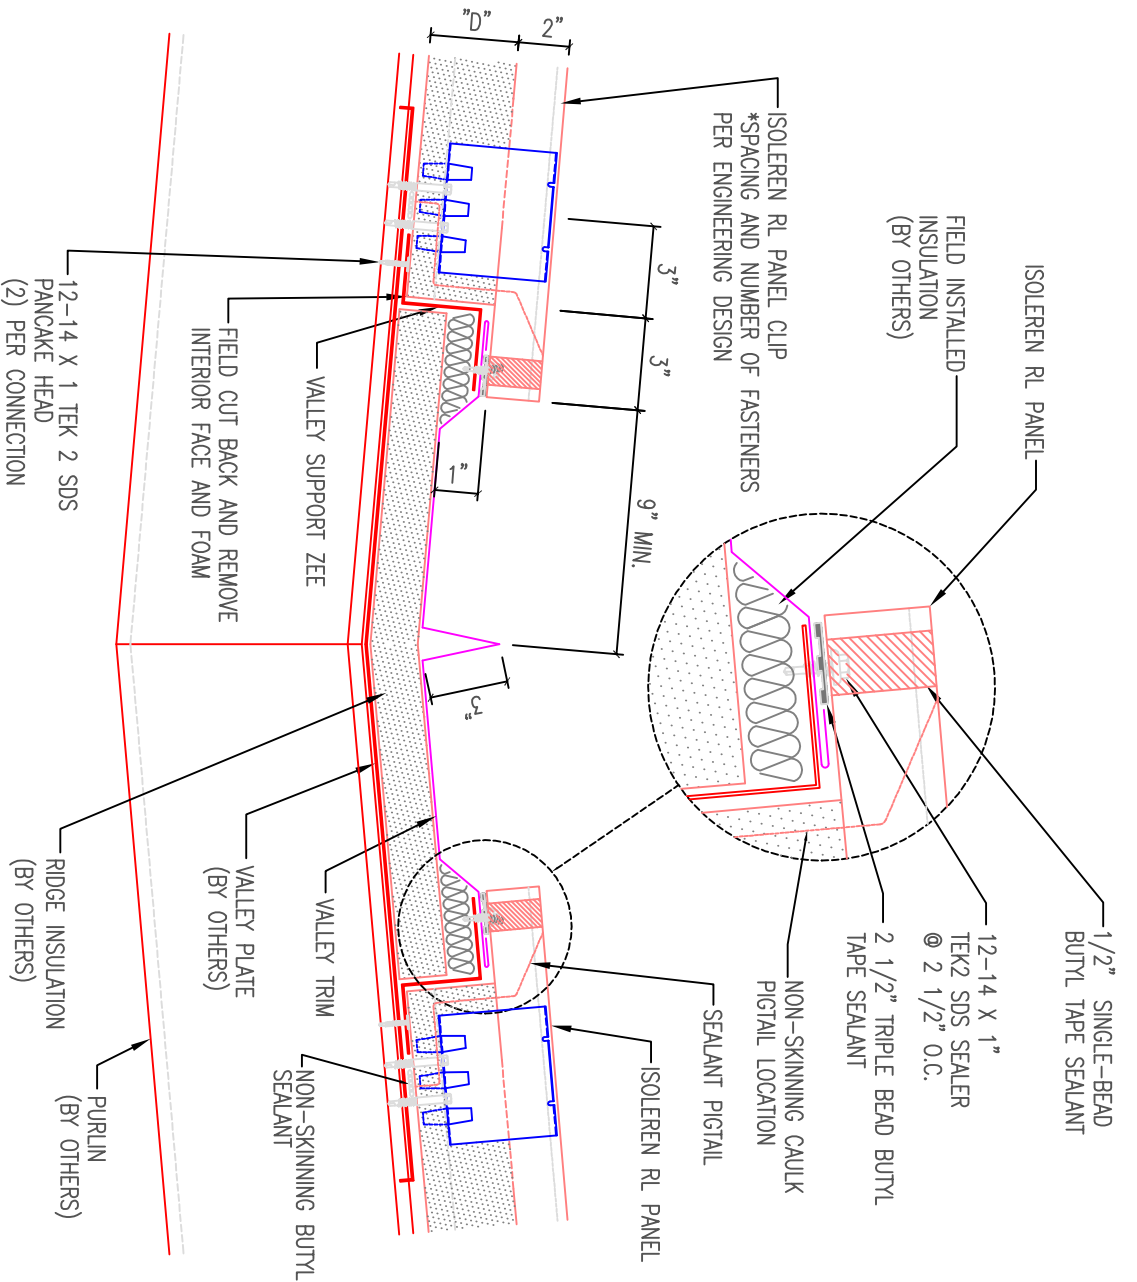 ISOLEREN RL PANEL
FIELD INSTALLED
INSULATION
(BY OTHERS)
ISOLEREN RL PANEL CLIP
*SPACING AND NUMBER OF FASTENERS
PER ENGINEERING DESIGN
1/2" SINGLE-BEAD
BUTYL TAPE SEALANT
12-14 X 1"
TEK2 SDS SEALER
@ 2 1/2" O.C.
2 1/2" TRIPLE BEAD BUTYL
TAPE SEALANT
NON-SKINNING CAULK
PIGTAIL LOCATION
SEALANT PIGTAIL
ISOLEREN RL PANEL
2"
"D"
3"
3"
9" MIN.
1"
3"
VALLEY SUPPORT ZEE
FIELD CUT BACK AND REMOVE
INTERIOR FACE AND FOAM
12-14 X 1 TEK 2 SDS
PANCAKE HEAD
(2) PER CONNECTION
NON-SKINNING BUTYL
SEALANT
VALLEY TRIM
VALLEY PLATE
(BY OTHERS)
RIDGE INSULATION
(BY OTHERS)
PURLIN
(BY OTHERS)